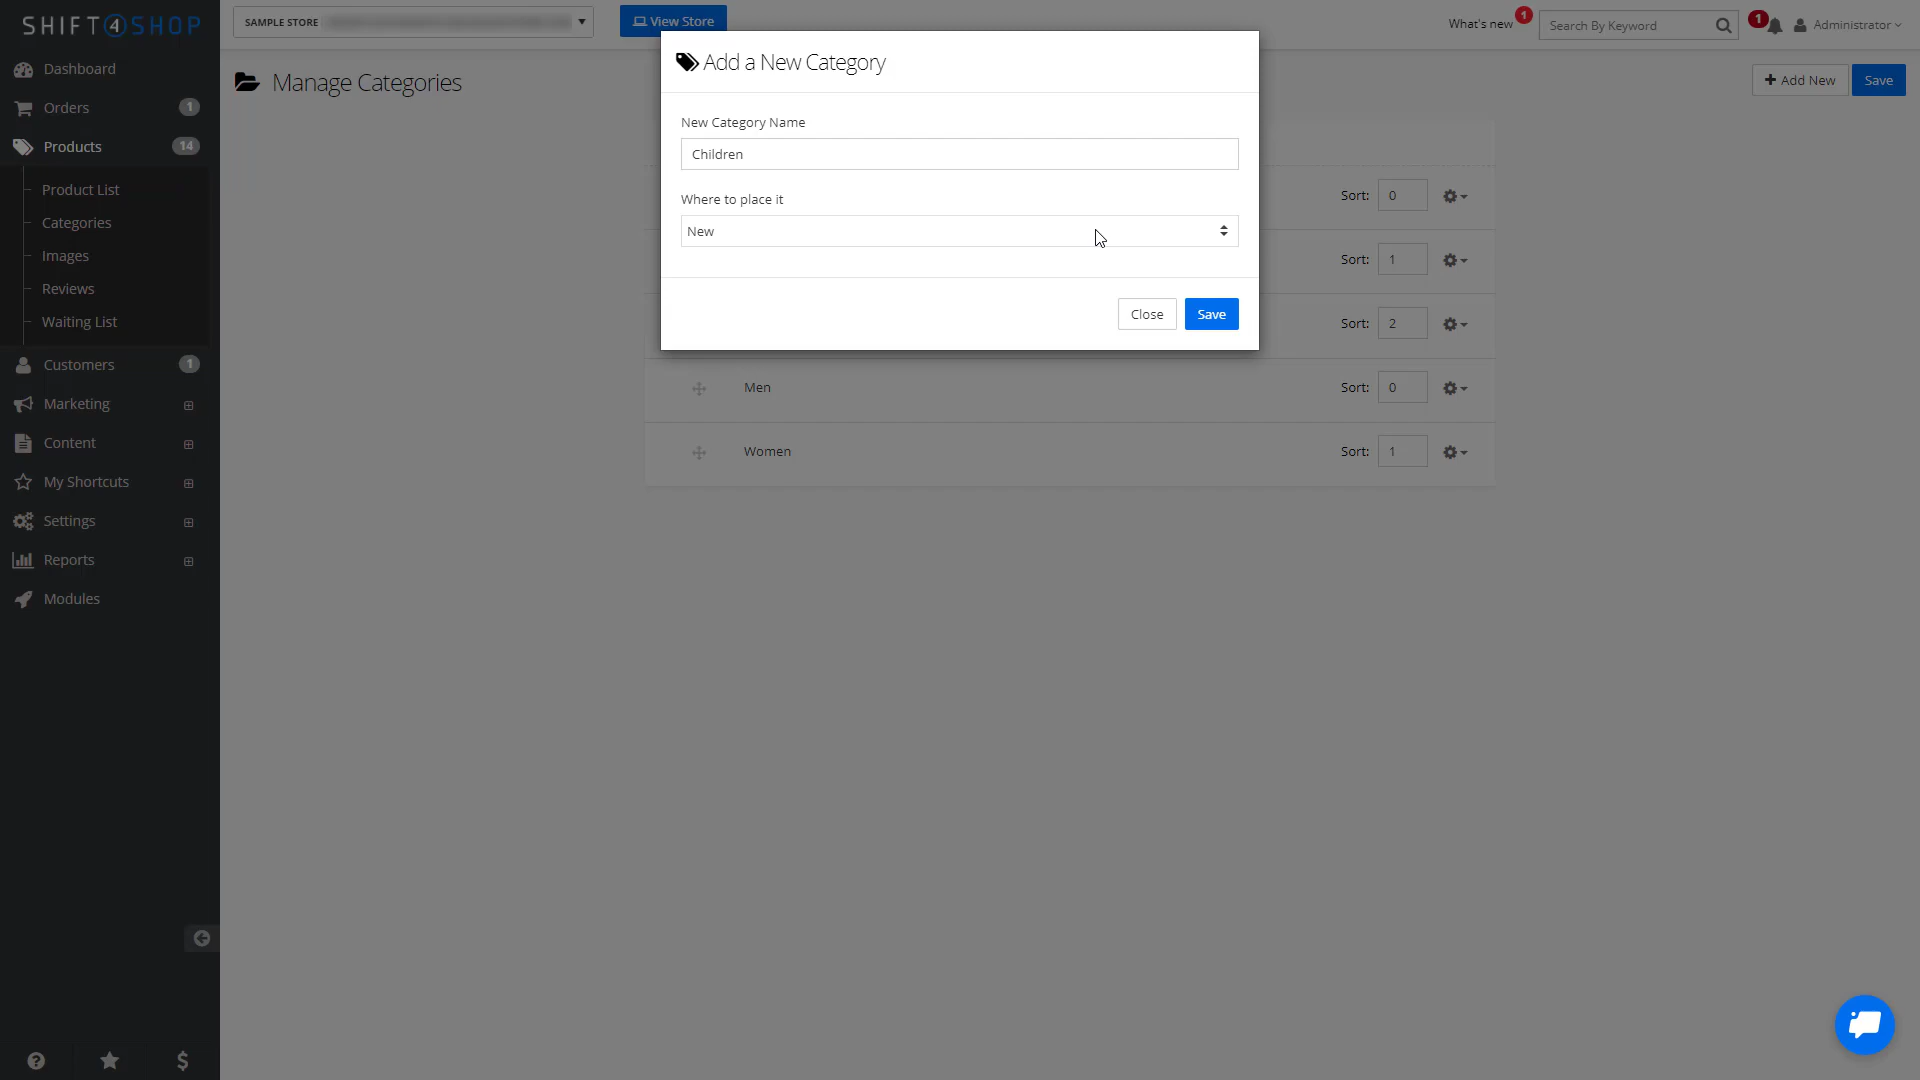 SHIFT4SHOP
SAMPLE STORE
View Store
What's new
1
Search By Keyword
1
Administrator
Dashboard
Orders
1
Products
14
Product List
Categories
Images
Reviews
Waiting List
Customers
1
Marketing
Content
My Shortcuts
Settings
Reports
Modules
Manage Categories
+ Add New
Save
Add a New Category
New Category Name
Children
Where to place it
New
Close
Save
Sort: 0
Sort: 1
Sort: 2
Men
Sort: 0
Women
Sort: 1